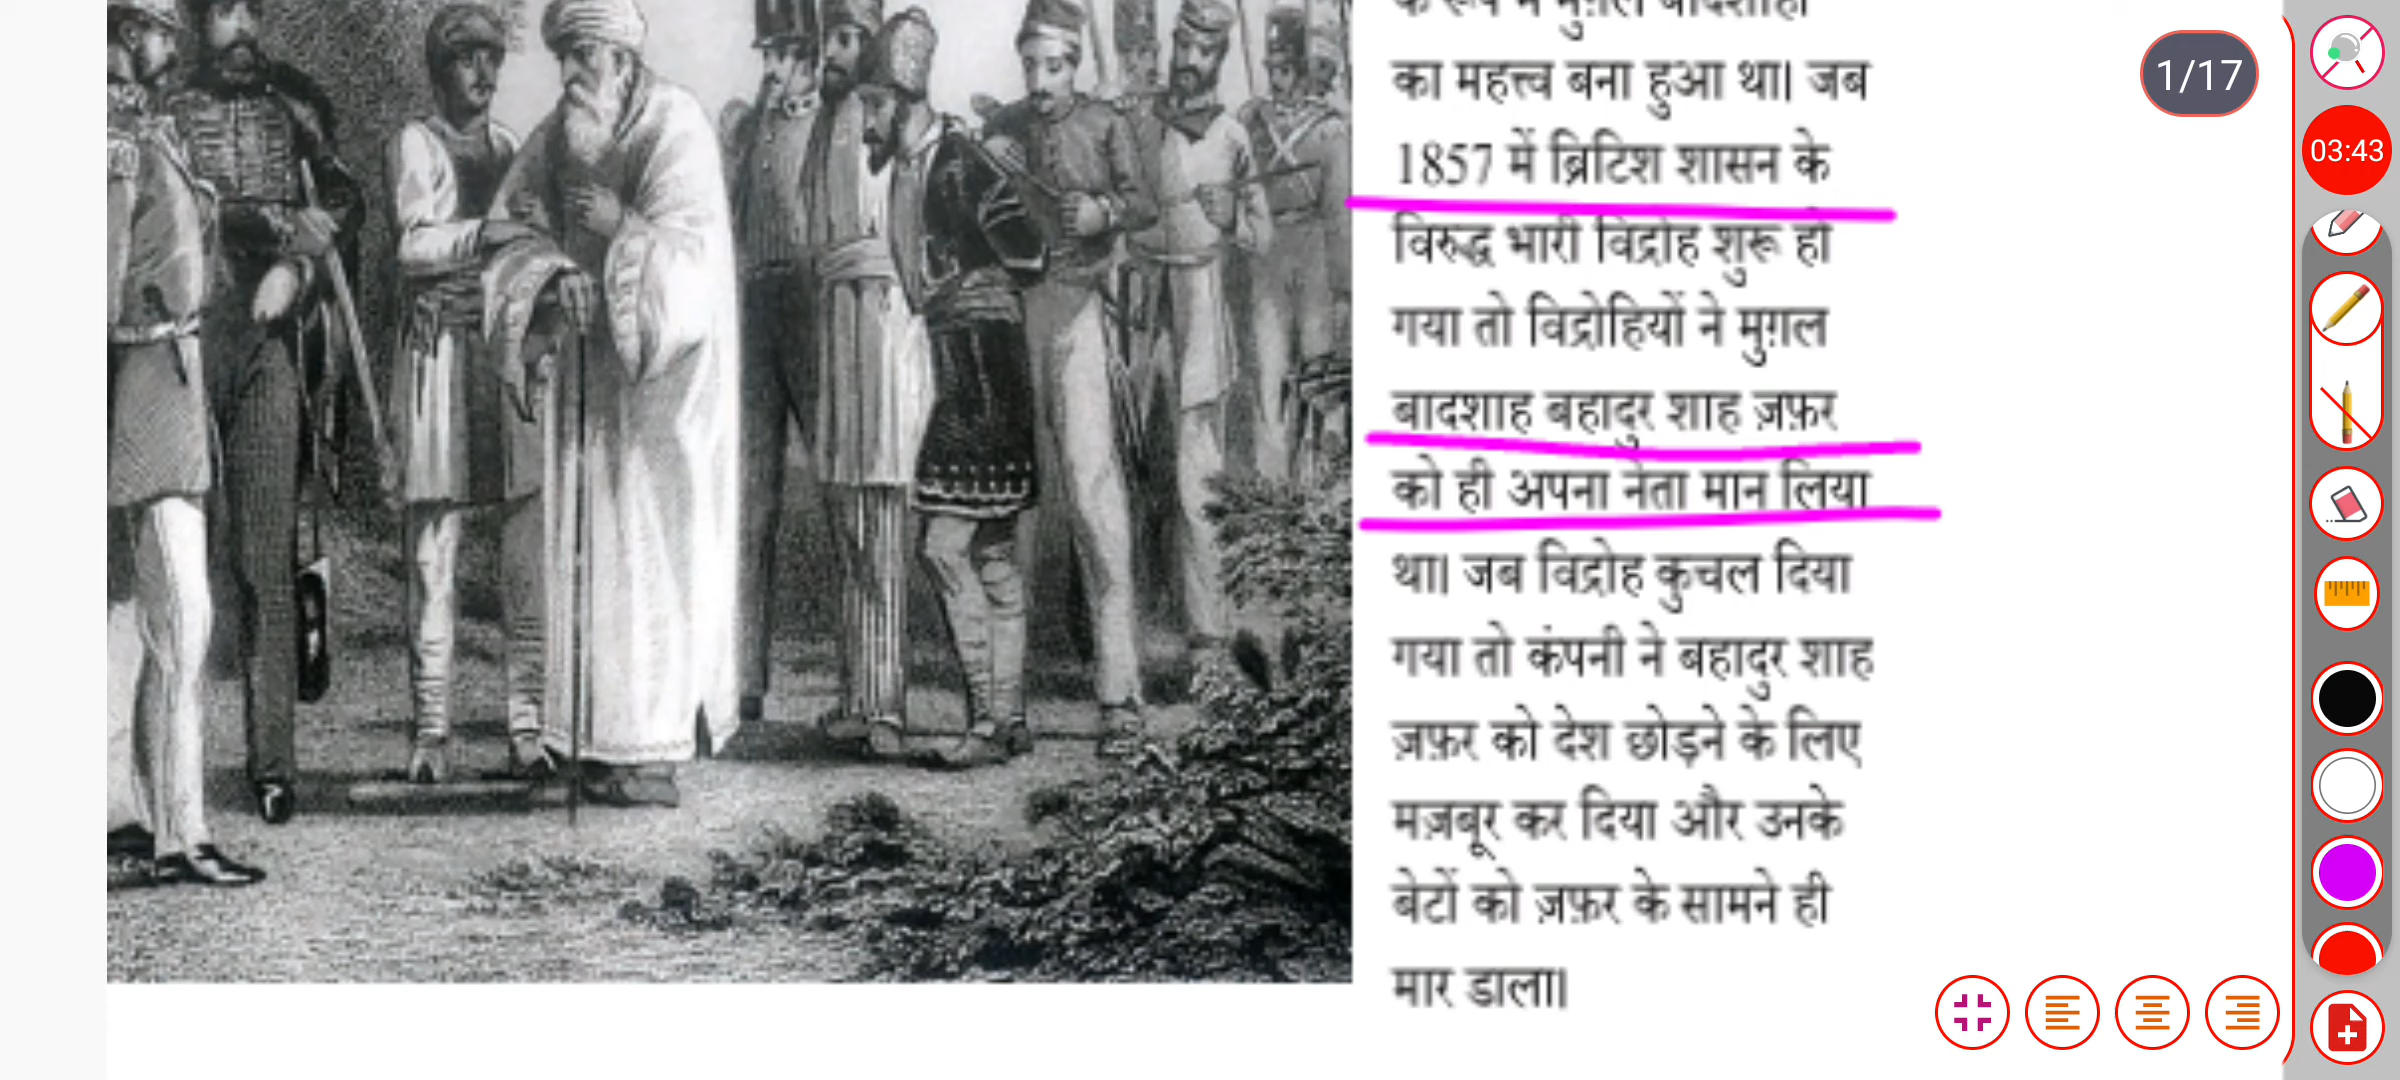 का महत्त्व बना हुआ था। जब
1857 में ब्रिटिश शासन के
विरुद्ध भारी विद्रोह शुरू हो
गया तो विद्रोहियों ने मुग़ल
बादशाह बहादुर शाह ज़फ़र
को ही अपना नेता मान लिया
था। जब विद्रोह कुचल दिया
गया तो कंपनी ने बहादुर शाह
ज़फ़र को देश छोड़ने के लिए
मज़बूर कर दिया और उनके
बेटों को ज़फ़र के सामने ही
मार डाला।
1/17
03:43